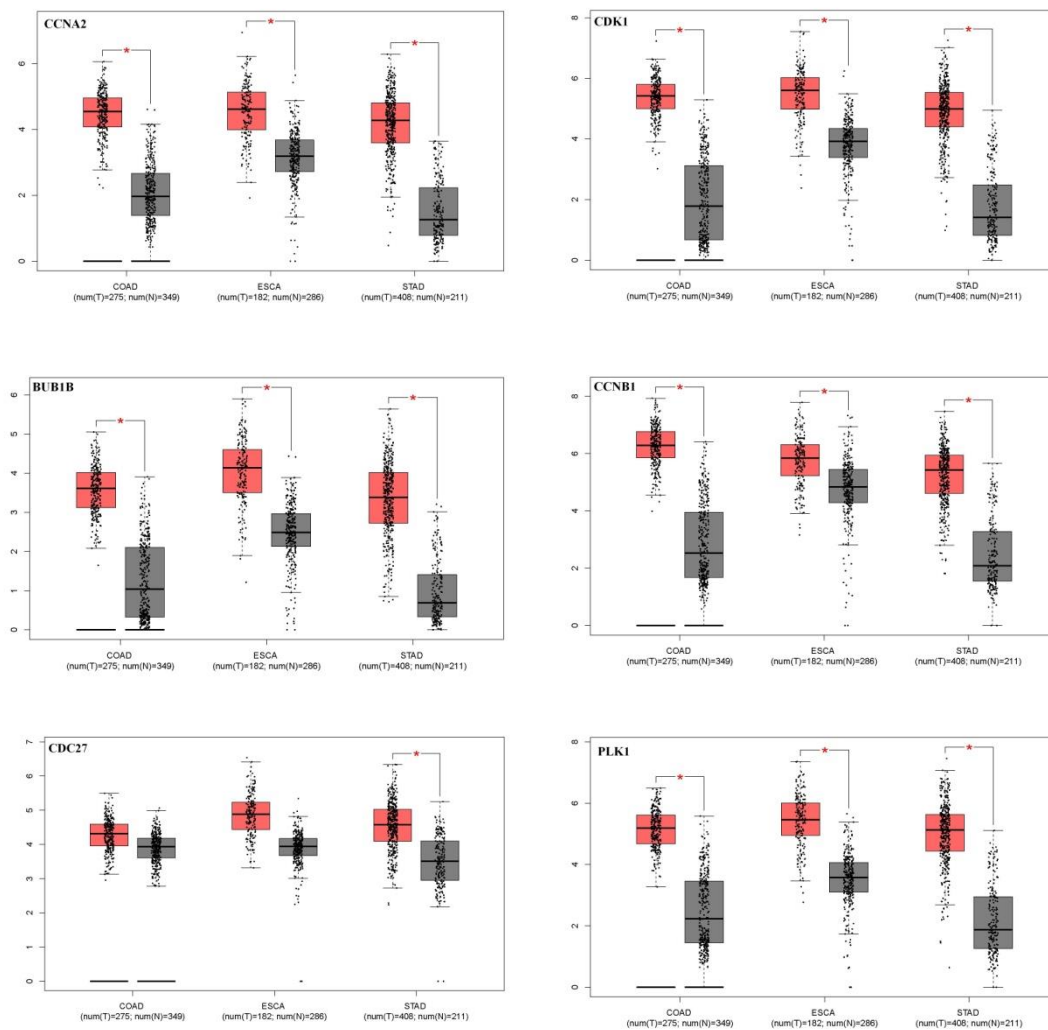 CCNA2
*
*
*
0 2 4 6
COAD ESCA STAD
(num(T)=275; num(N)=349) (num(T)=182; num(N)=286) (num(T)=408; num(N)=211)
CDK1
*
*
*
0 2 4 6 8
COAD ESCA STAD
(num(T)=275; num(N)=349) (num(T)=182; num(N)=286) (num(T)=408; num(N)=211)
BUB1B
*
*
*
0 1 2 3 4 5 6
COAD ESCA STAD
(num(T)=275; num(N)=349) (num(T)=182; num(N)=286) (num(T)=408; num(N)=211)
CCNB1
*
*
*
0 2 4 6 8
COAD ESCA STAD
(num(T)=275; num(N)=349) (num(T)=182; num(N)=286) (num(T)=408; num(N)=211)
CDC27
*
0 1 2 3 4 5 6 7
COAD ESCA STAD
(num(T)=275; num(N)=349) (num(T)=182; num(N)=286) (num(T)=408; num(N)=211)
PLK1
*
*
*
0 2 4 6 8
COAD ESCA STAD
(num(T)=275; num(N)=349) (num(T)=182; num(N)=286) (num(T)=408; num(N)=211)